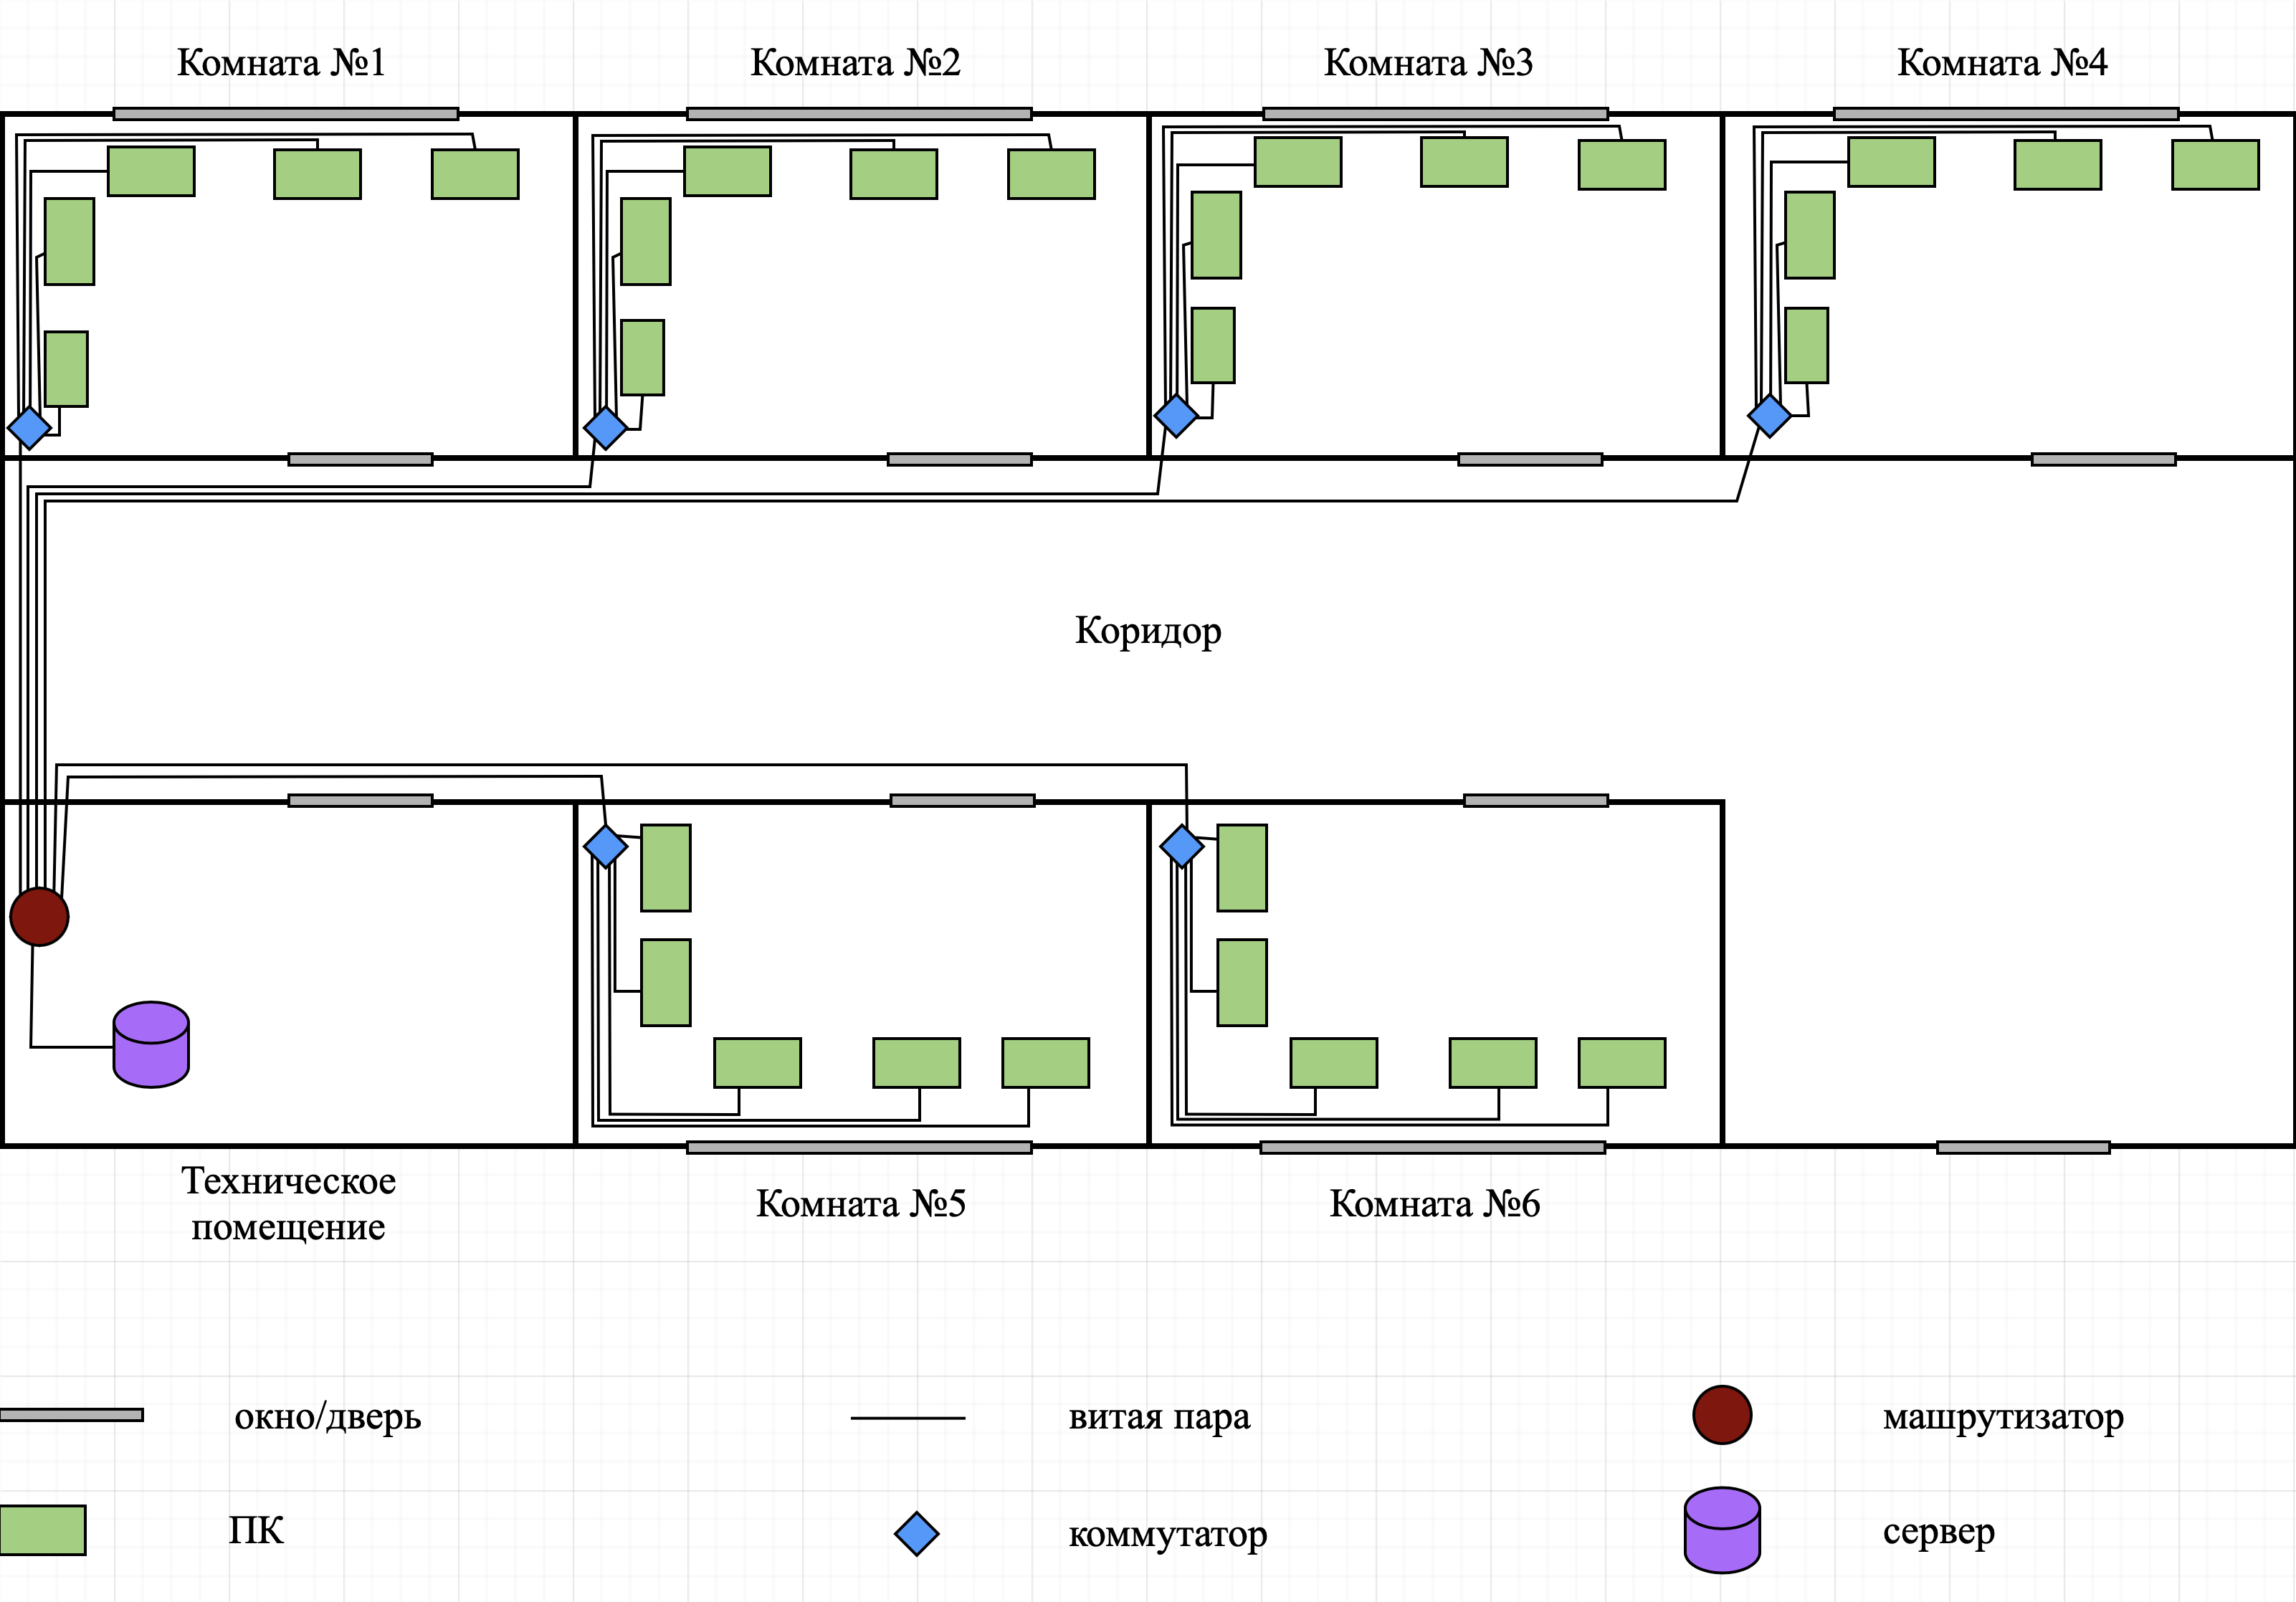 Комната №1
Комната №2
Комната №3
Комната №4
Коридор
Техническое
помещение
Комната №5
Комната №6
окно/дверь
витая пара
машрутизатор
ПК
коммутатор
сервер